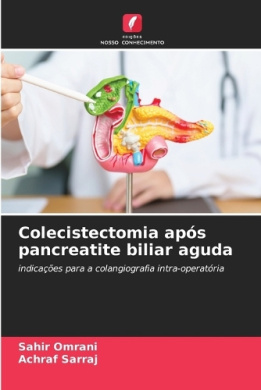 edições
NOSSO CONHECIMENTO
Colecistectomia após
pancreatite biliar aguda
indicações para a colangiografia intra-operatória
Sahir Omrani
Achraf Sarraj